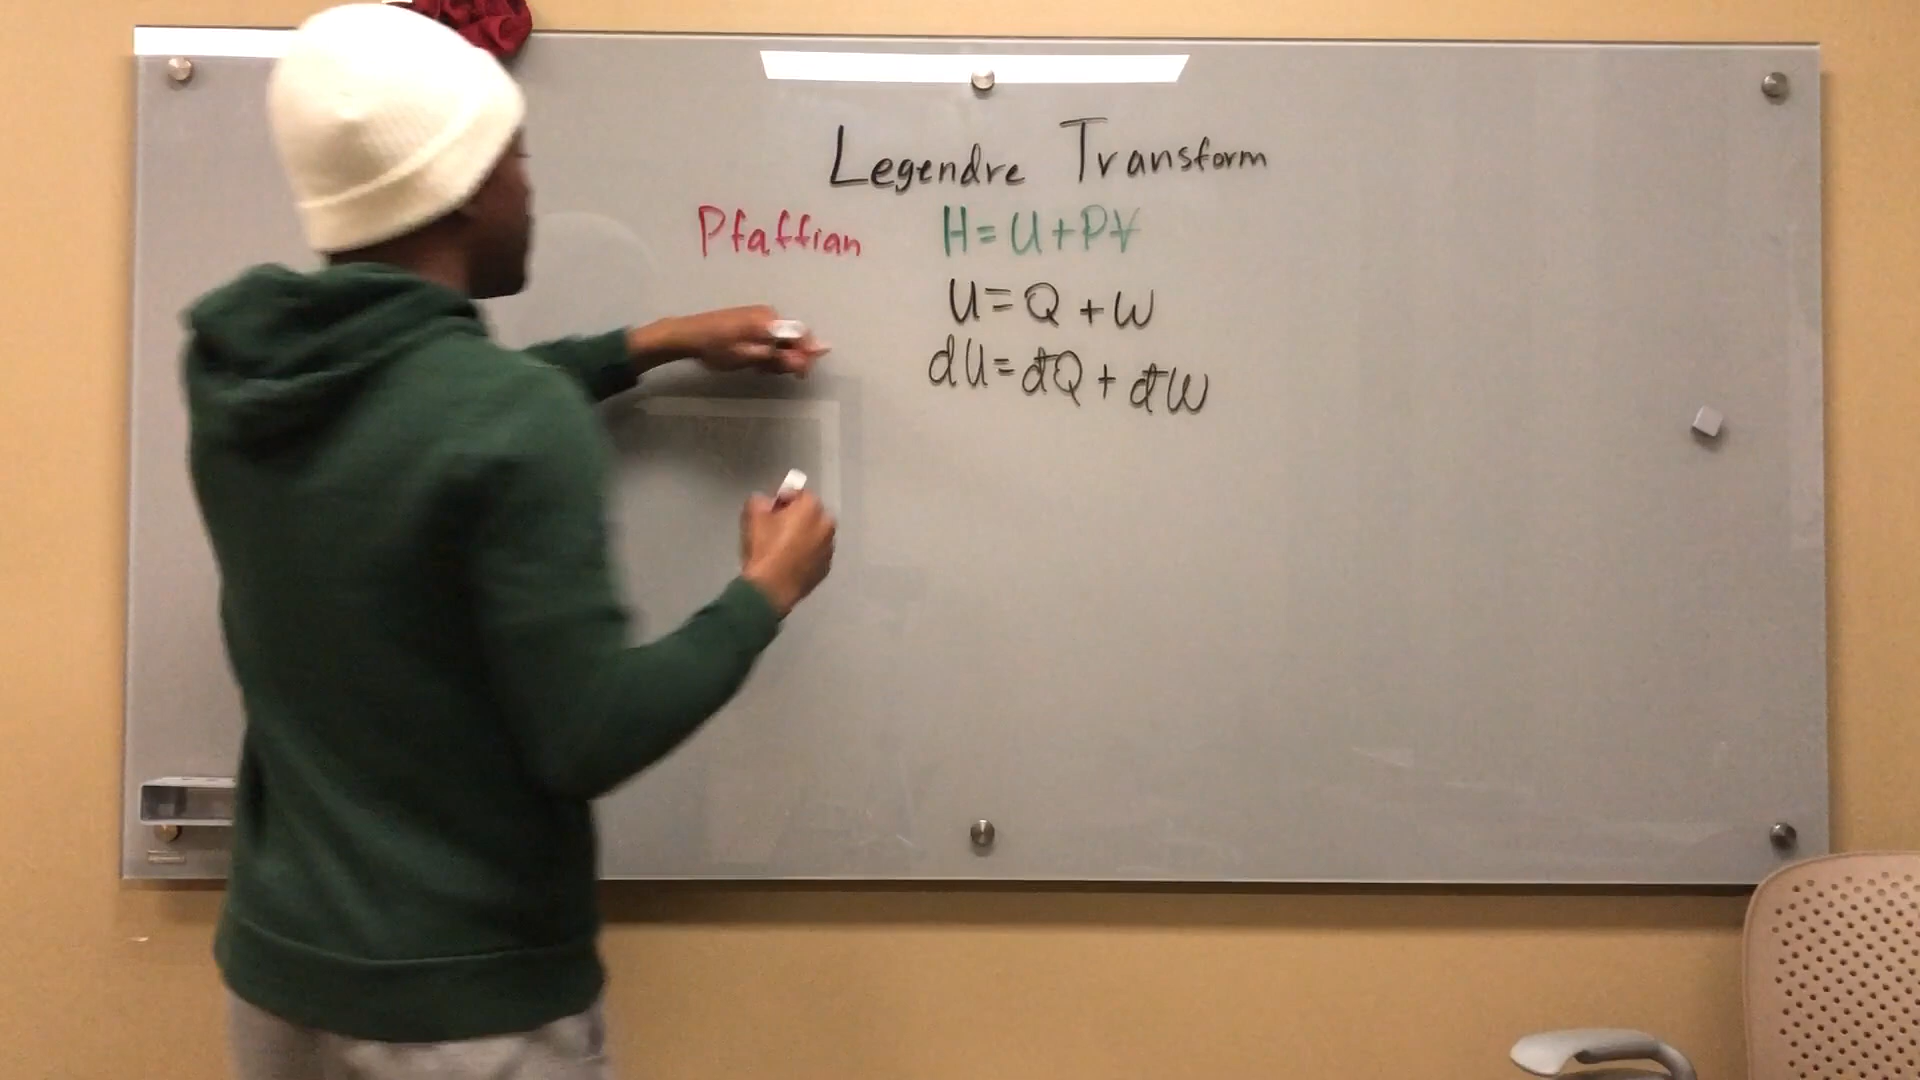 Legendre Transform
Pfaffian H = U + PV
U = Q + W
dU = đQ + đW